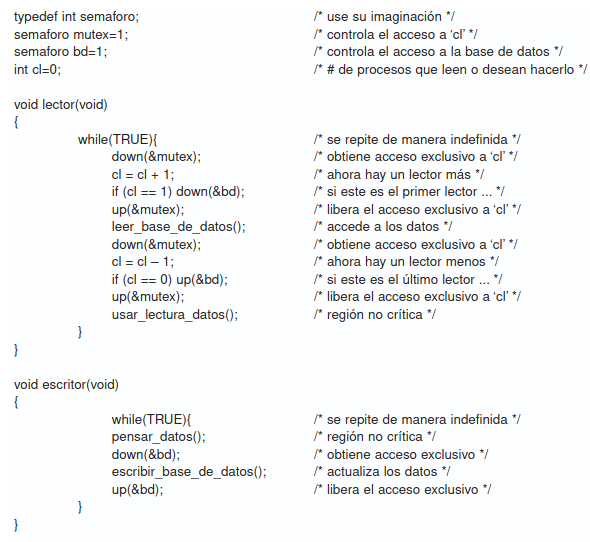 typedef int semaforo; /* use su imaginación */
semaforo mutex=1; /* controla el acceso a ‘cl’ */
semaforo bd=1; /* controla el acceso a la base de datos */
int cl=0; /* # de procesos que leen o desean hacerlo */
void lector(void)
{
while(TRUE){ /* se repite de manera indefinida */
down(&mutex); /* obtiene acceso exclusivo a ‘cl’ */
cl = cl + 1; /* ahora hay un lector más */
if (cl == 1) down(&bd); /* si este es el primer lector ... */
up(&mutex); /* libera el acceso exclusivo a ‘cl’ */
leer_base_de_datos(); /* accede a los datos */
down(&mutex); /* obtiene acceso exclusivo a ‘cl’ */
cl = cl – 1; /* ahora hay un lector menos */
if (cl == 0) up(&bd); /* si este es el último lector ... */
up(&mutex); /* libera el acceso exclusivo a ‘cl’ */
usar_lectura_datos(); /* región no crítica */
}
}
void escritor(void)
{
while(TRUE){ /* se repite de manera indefinida */
pensar_datos(); /* región no crítica */
down(&bd); /* obtiene acceso exclusivo */
escribir_base_de_datos(); /* actualiza los datos */
up(&bd); /* libera el acceso exclusivo */
}
}